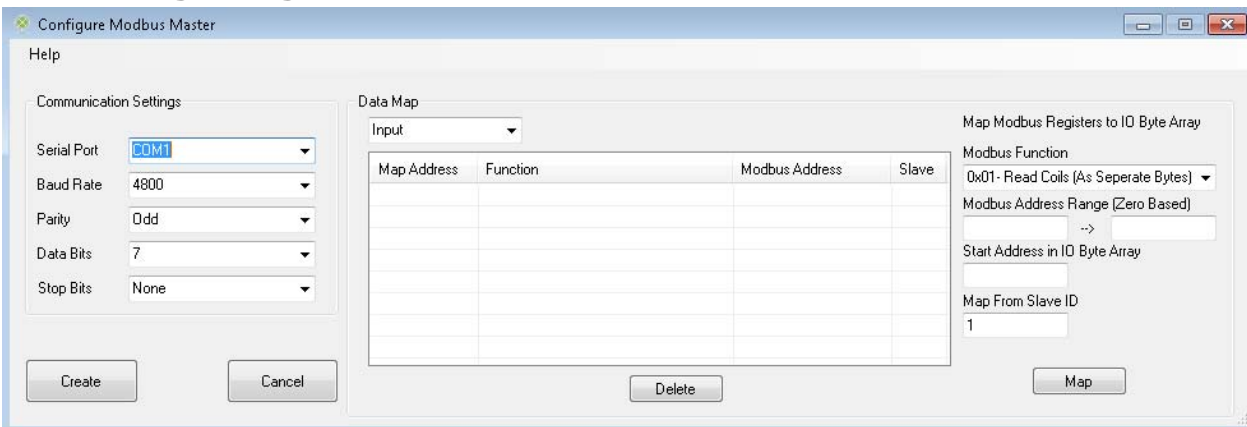 Configure Modbus Master
Help
Communication Settings
Serial Port COM1
Baud Rate 4800
Parity Odd
Data Bits 7
Stop Bits None
Create Cancel
Data Map
Input
Map Address Function Modbus Address Slave
Delete
Map Modbus Registers to IO Byte Array
Modbus Function
0x01- Read Coils (As Seperate Bytes)
Modbus Address Range (Zero Based)
-->
Start Address in IO Byte Array
Map From Slave ID
1
Map